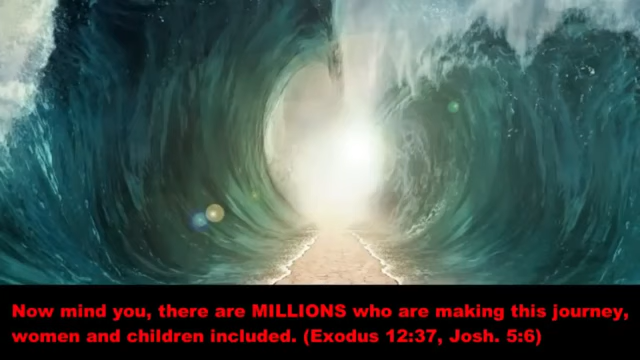 Now mind you, there are MILLIONS who are making this journey,
women and children included. (Exodus 12:37, Josh. 5:6)